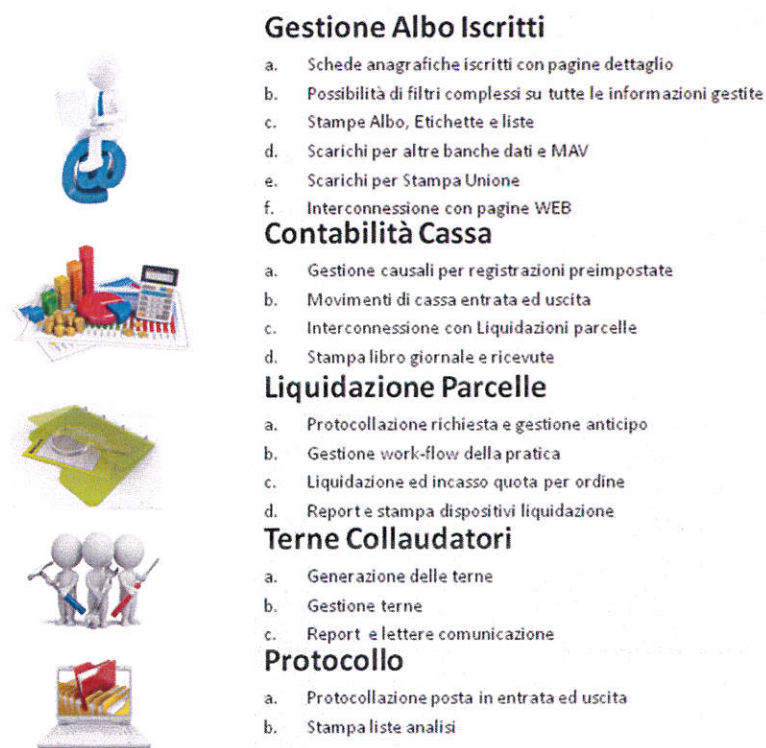 Gestione Albo Iscritti
a. Schede anagrafiche iscritti con pagine dettaglio
b. Possibilità di filtri complessi su tutte le informazioni gestite
c. Stampe Albo, Etichette e liste
d. Scarichi per altre banche dati e MAV
e. Scarichi per Stampa Unione
f. Interconnessione con pagine WEB
Contabilità Cassa
a. Gestione causali per registrazioni preimpostate
b. Movimenti di cassa entrata ed uscita
c. Interconnessione con Liquidazioni parcelle
d. Stampa libro giornale e ricevute
Liquidazione Parcelle
a. Protocollazione richiesta e gestione anticipo
b. Gestione work-flow della pratica
c. Liquidazione ed incasso quota per ordine
d. Report e stampa dispositivi liquidazione
Terne Collaudatori
a. Generazione delle terne
b. Gestione terne
c. Report e lettere comunicazione
Protocollo
a. Protocollazione posta in entrata ed uscita
b. Stampa liste analisi